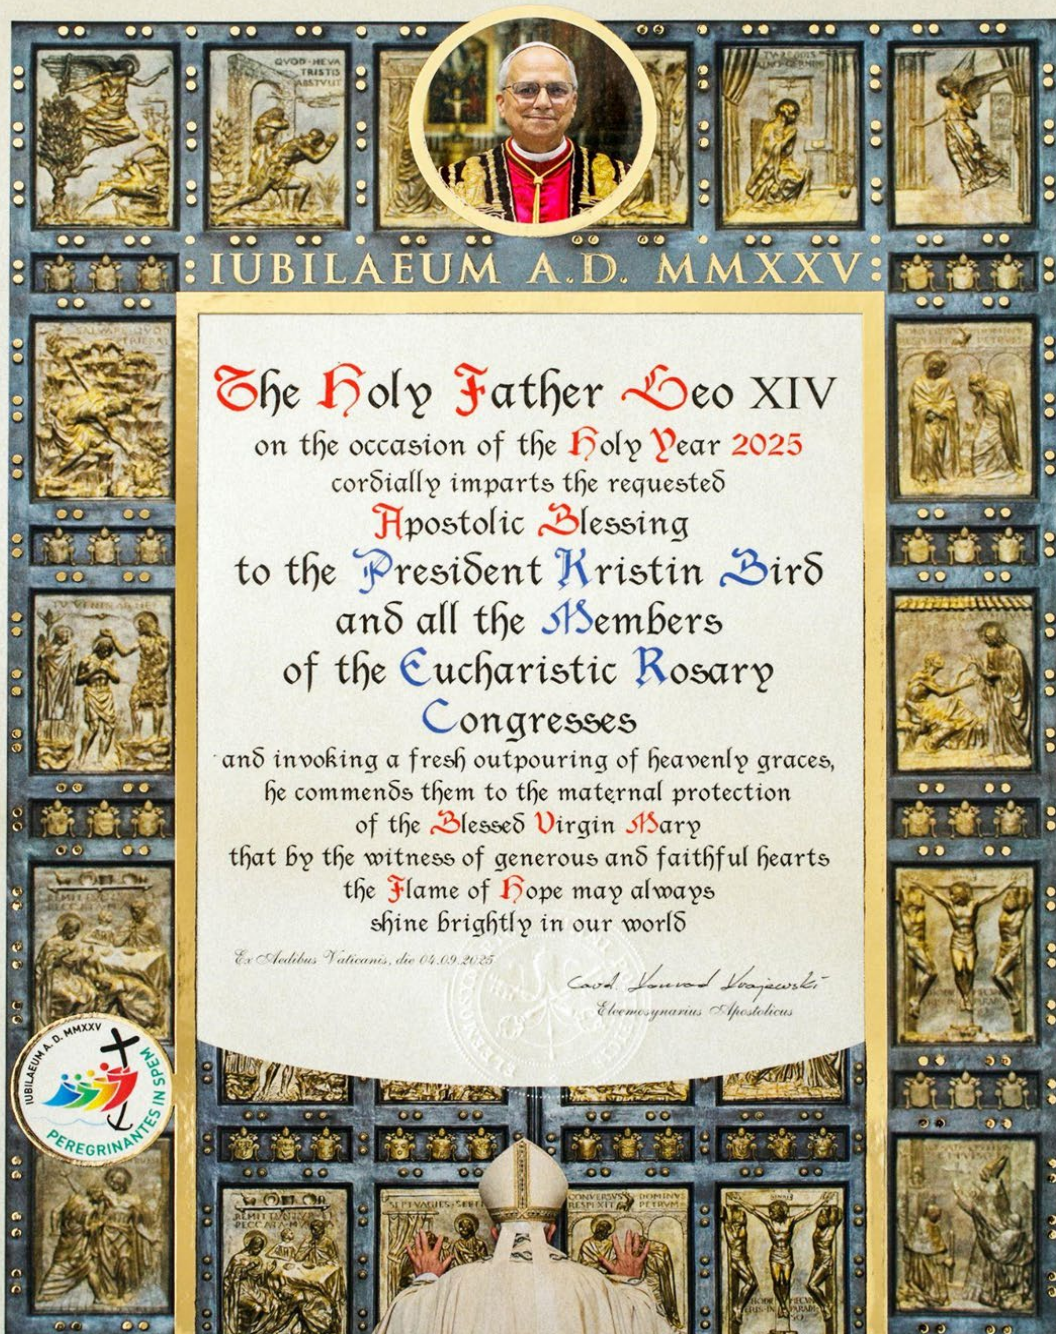 QVOD·HEVA
TRISTIS
ABSTVLIT
IUBILAEUM A.D. MMXXV
The Holy Father Leo XIV
on the occasion of the Holy Year 2025
cordially imparts the requested
Apostolic Blessing
to the President Kristin Bird
and all the Members
of the Eucharistic Rosary
Congresses
and invoking a fresh outpouring of heavenly graces,
he commends them to the maternal protection
of the Blessed Virgin Mary
that by the witness of generous and faithful hearts
the Flame of Hope may always
shine brightly in our world
Ex Aedibus Vaticanis, die 04.09.2025
Card. Konrad Krajewski
Eleemosynarius Apostolicus
IUBILAEUM A. D. MMXXV
PEREGRINANTES IN SPEM
CONVERSVS DOMINVS
RESPEXIT PETRVM